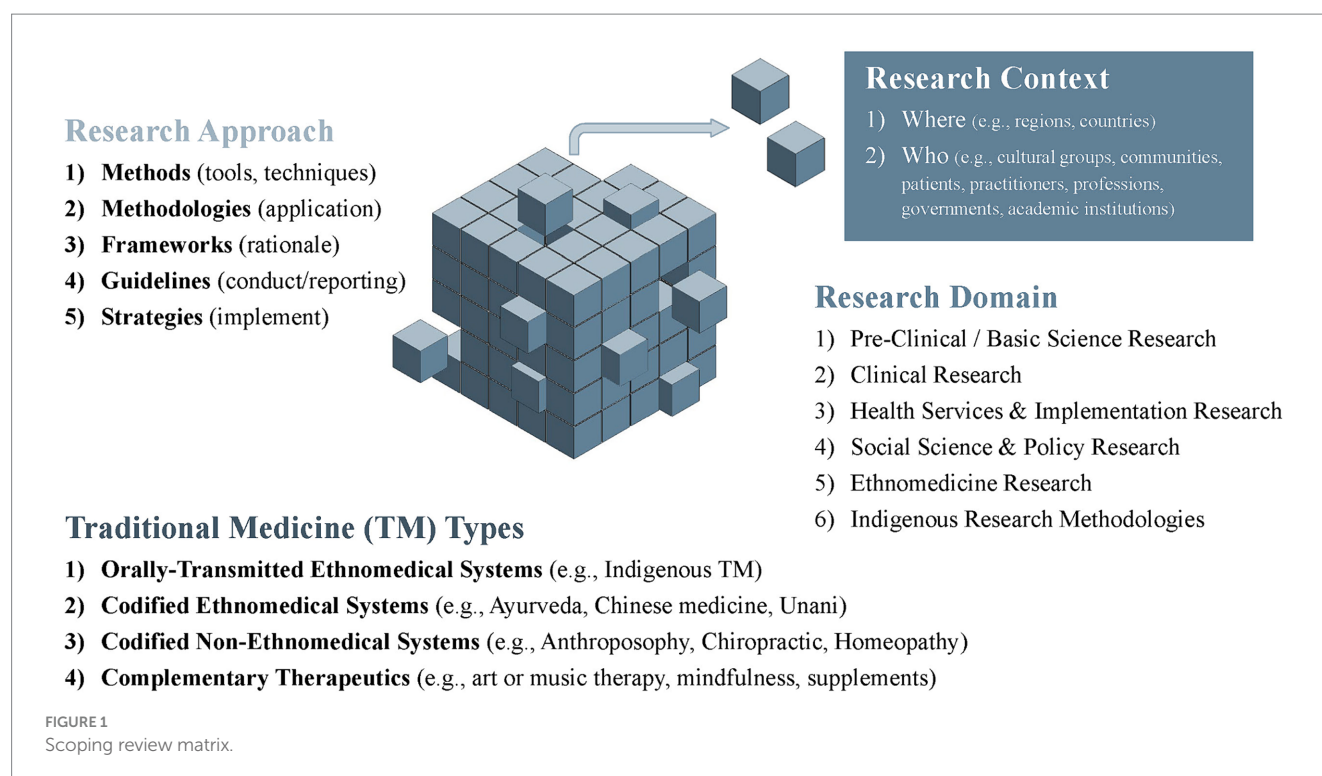 Research Approach
1) Methods (tools, techniques)
2) Methodologies (application)
3) Frameworks (rationale)
4) Guidelines (conduct/reporting)
5) Strategies (implement)
Research Context
1) Where (e.g., regions, countries)
2) Who (e.g., cultural groups, communities,
patients, practitioners, professions,
governments, academic institutions)
Research Domain
1) Pre-Clinical / Basic Science Research
2) Clinical Research
3) Health Services & Implementation Research
4) Social Science & Policy Research
5) Ethnomedicine Research
6) Indigenous Research Methodologies
Traditional Medicine (TM) Types
1) Orally-Transmitted Ethnomedical Systems (e.g., Indigenous TM)
2) Codified Ethnomedical Systems (e.g., Ayurveda, Chinese medicine, Unani)
3) Codified Non-Ethnomedical Systems (e.g., Anthroposophy, Chiropractic, Homeopathy)
4) Complementary Therapeutics (e.g., art or music therapy, mindfulness, supplements)
FIGURE 1
Scoping review matrix.